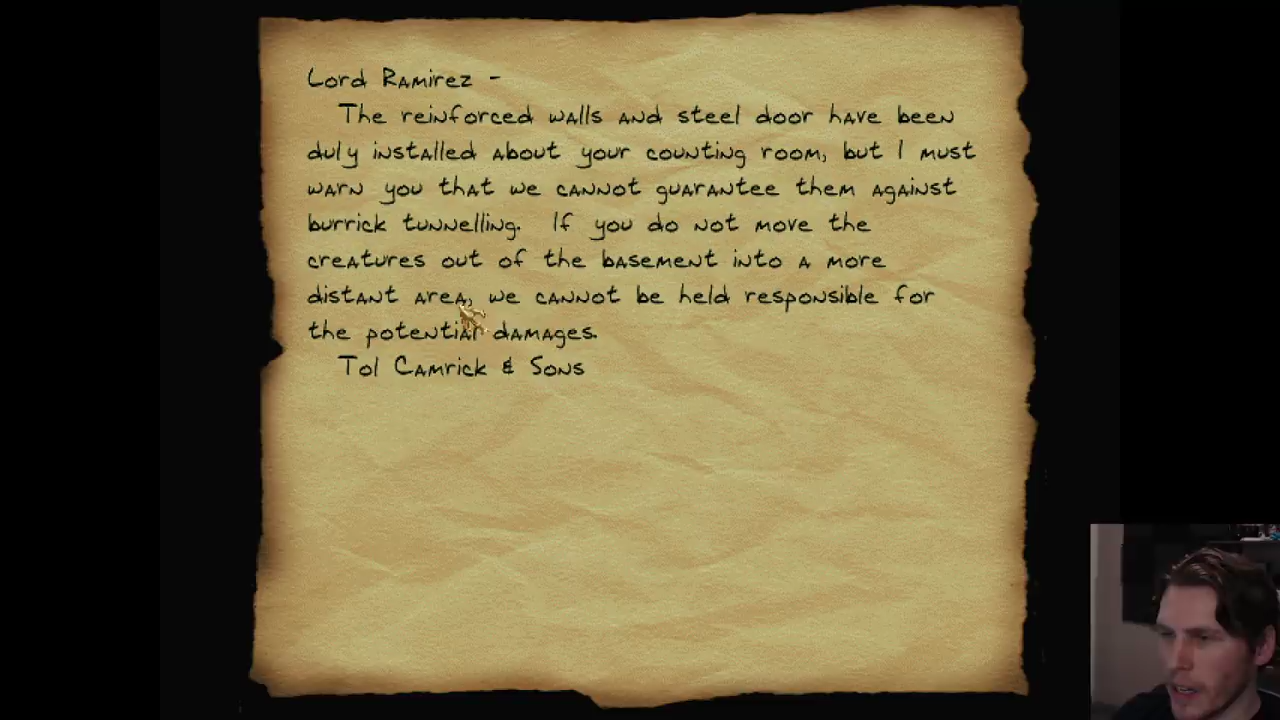 Lord Ramirez -
The reinforced walls and steel door have been
duly installed about your counting room, but I must
warn you that we cannot guarantee them against
burrick tunnelling. If you do not move the
creatures out of the basement into a more
distant area, we cannot be held responsible for
the potential damages.
Tol Camrick & Sons